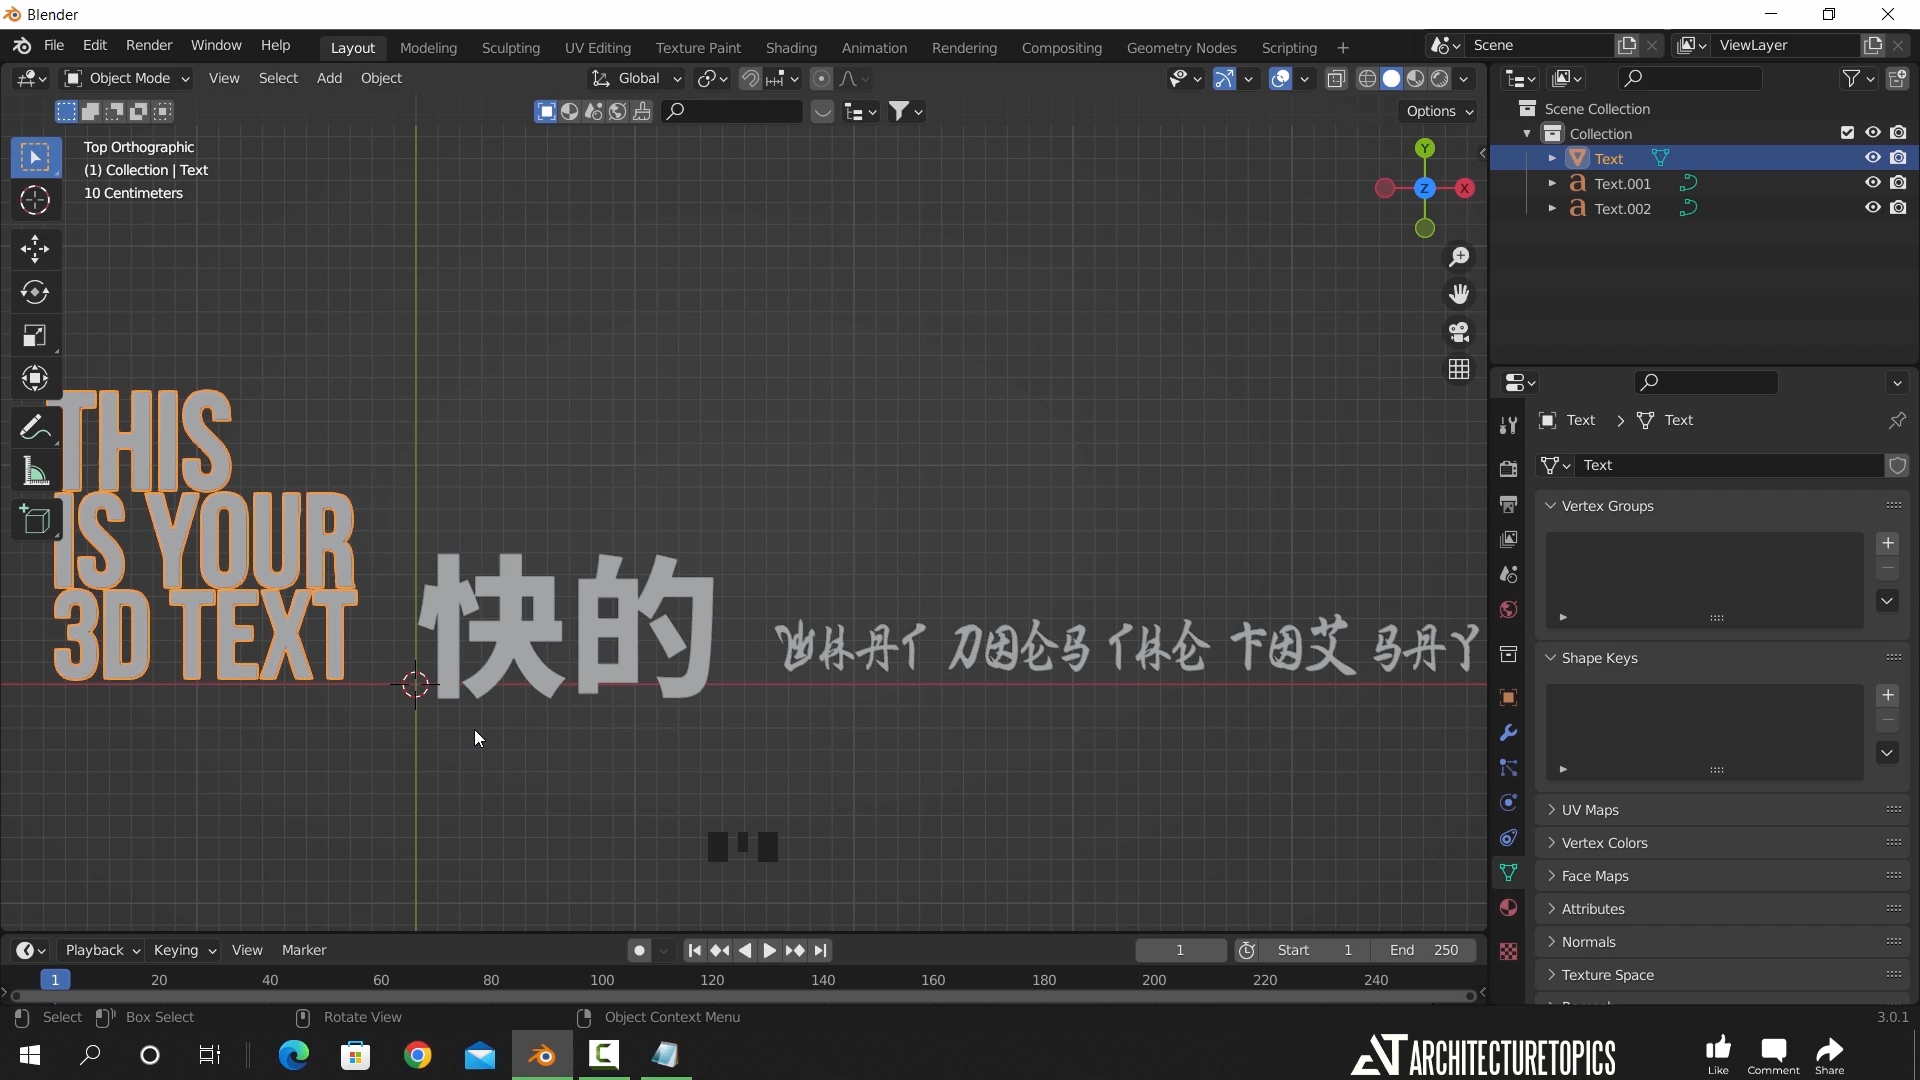 Blender
File Edit Render Window Help Layout Modeling Sculpting UV Editing Texture Paint Shading Animation Rendering Compositing Geometry Nodes Scripting + Scene ViewLayer
Object Mode View Select Add Object Global
Options
Top Orthographic
(1) Collection | Text
10 Centimeters
Y
Z X
THIS
IS YOUR
3D TEXT
快的
Scene Collection
Collection
Text
Text.001
Text.002
Text > Text
Text
Vertex Groups
Shape Keys
UV Maps
Vertex Colors
Face Maps
Attributes
Normals
Texture Space
Playback Keying View Marker 1 Start 1 End 250
1 20 40 60 80 100 120 140 160 180 200 220 240
Select Box Select Rotate View Object Context Menu 3.0.1
ARCHITECTURETOPICS
Like Comment Share